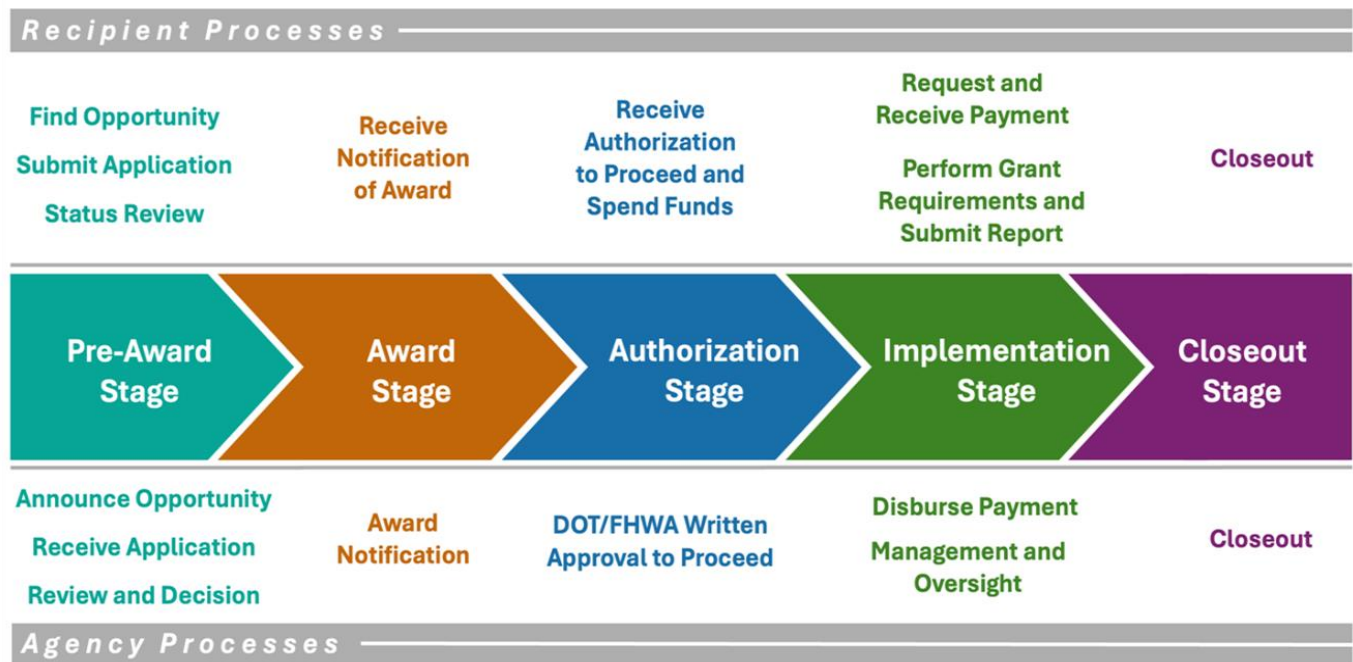 Recipient Processes
Find Opportunity
Submit Application
Status Review
Receive
Notification
of Award
Receive
Authorization
to Proceed and
Spend Funds
Request and
Receive Payment
Perform Grant
Requirements and
Submit Report
Closeout
Pre-Award
Stage
Award
Stage
Authorization
Stage
Implementation
Stage
Closeout
Stage
Announce Opportunity
Receive Application
Review and Decision
Award
Notification
DOT/FHWA Written
Approval to Proceed
Disburse Payment
Management and
Oversight
Closeout
Agency Processes